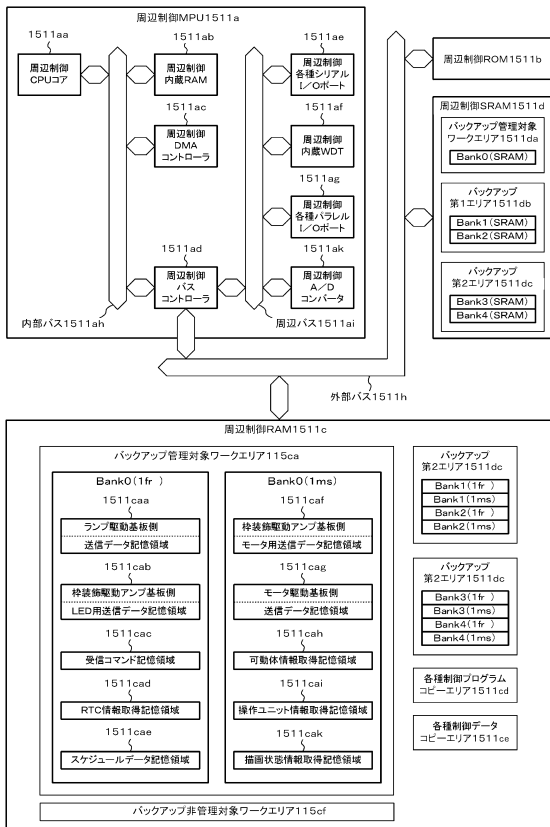 周辺制御MPU1511a
1511aa
周辺制御
CPUコア
1511ab
周辺制御
内蔵RAM
1511ac
周辺制御
DMA
コントローラ
1511ad
周辺制御
バス
コントローラ
内部バス1511ah
1511ae
周辺制御
各種シリアル
I/Oポート
1511af
周辺制御
内蔵WDT
1511ag
周辺制御
各種パラレル
I/Oポート
1511ak
周辺制御
A/D
コンバータ
周辺バス1511ai
周辺制御ROM1511b
周辺制御SRAM1511d
バックアップ管理対象
ワークエリア1511da
Bank0(SRAM)
バックアップ
第1エリア1511db
Bank1(SRAM)
Bank2(SRAM)
バックアップ
第2エリア1511dc
Bank3(SRAM)
Bank4(SRAM)
外部バス1511h
周辺制御RAM1511c
バックアップ管理対象ワークエリア115ca
Bank0(1fr )
1511caa
ランプ駆動基板側
送信データ記憶領域
1511cab
枠装飾駆動アンプ基板側
LED用送信データ記憶領域
1511cac
受信コマンド記憶領域
1511cad
RTC情報取得記憶領域
1511cae
スケジュールデータ記憶領域
Bank0(1ms)
1511caf
枠装飾駆動アンプ基板側
モータ用送信データ記憶領域
1511cag
モータ駆動基板側
送信データ記憶領域
1511cah
可動体情報取得記憶領域
1511cai
操作ユニット情報取得記憶領域
1511cak
描画状態情報取得記憶領域
バックアップ
第2エリア1511dc
Bank1(1fr )
Bank1(1ms)
Bank2(1fr )
Bank2(1ms)
バックアップ
第2エリア1511dc
Bank3(1fr )
Bank3(1ms)
Bank4(1fr )
Bank4(1ms)
各種制御プログラム
コピーエリア1511cd
各種制御データ
コピーエリア1511ce
バックアップ非管理対象ワークエリア115cf